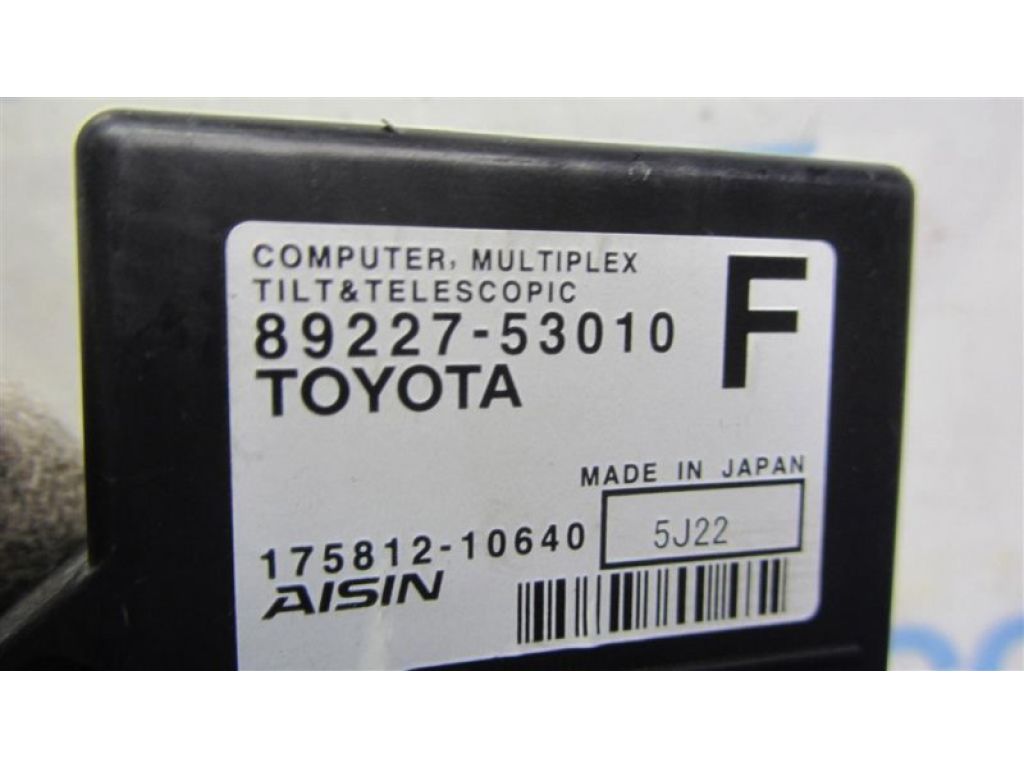 COMPUTER, MULTIPLEX
TILT&TELESCOPIC
89227-53010
F
TOYOTA
MADE IN JAPAN
175812-10640
5J22
AISIN